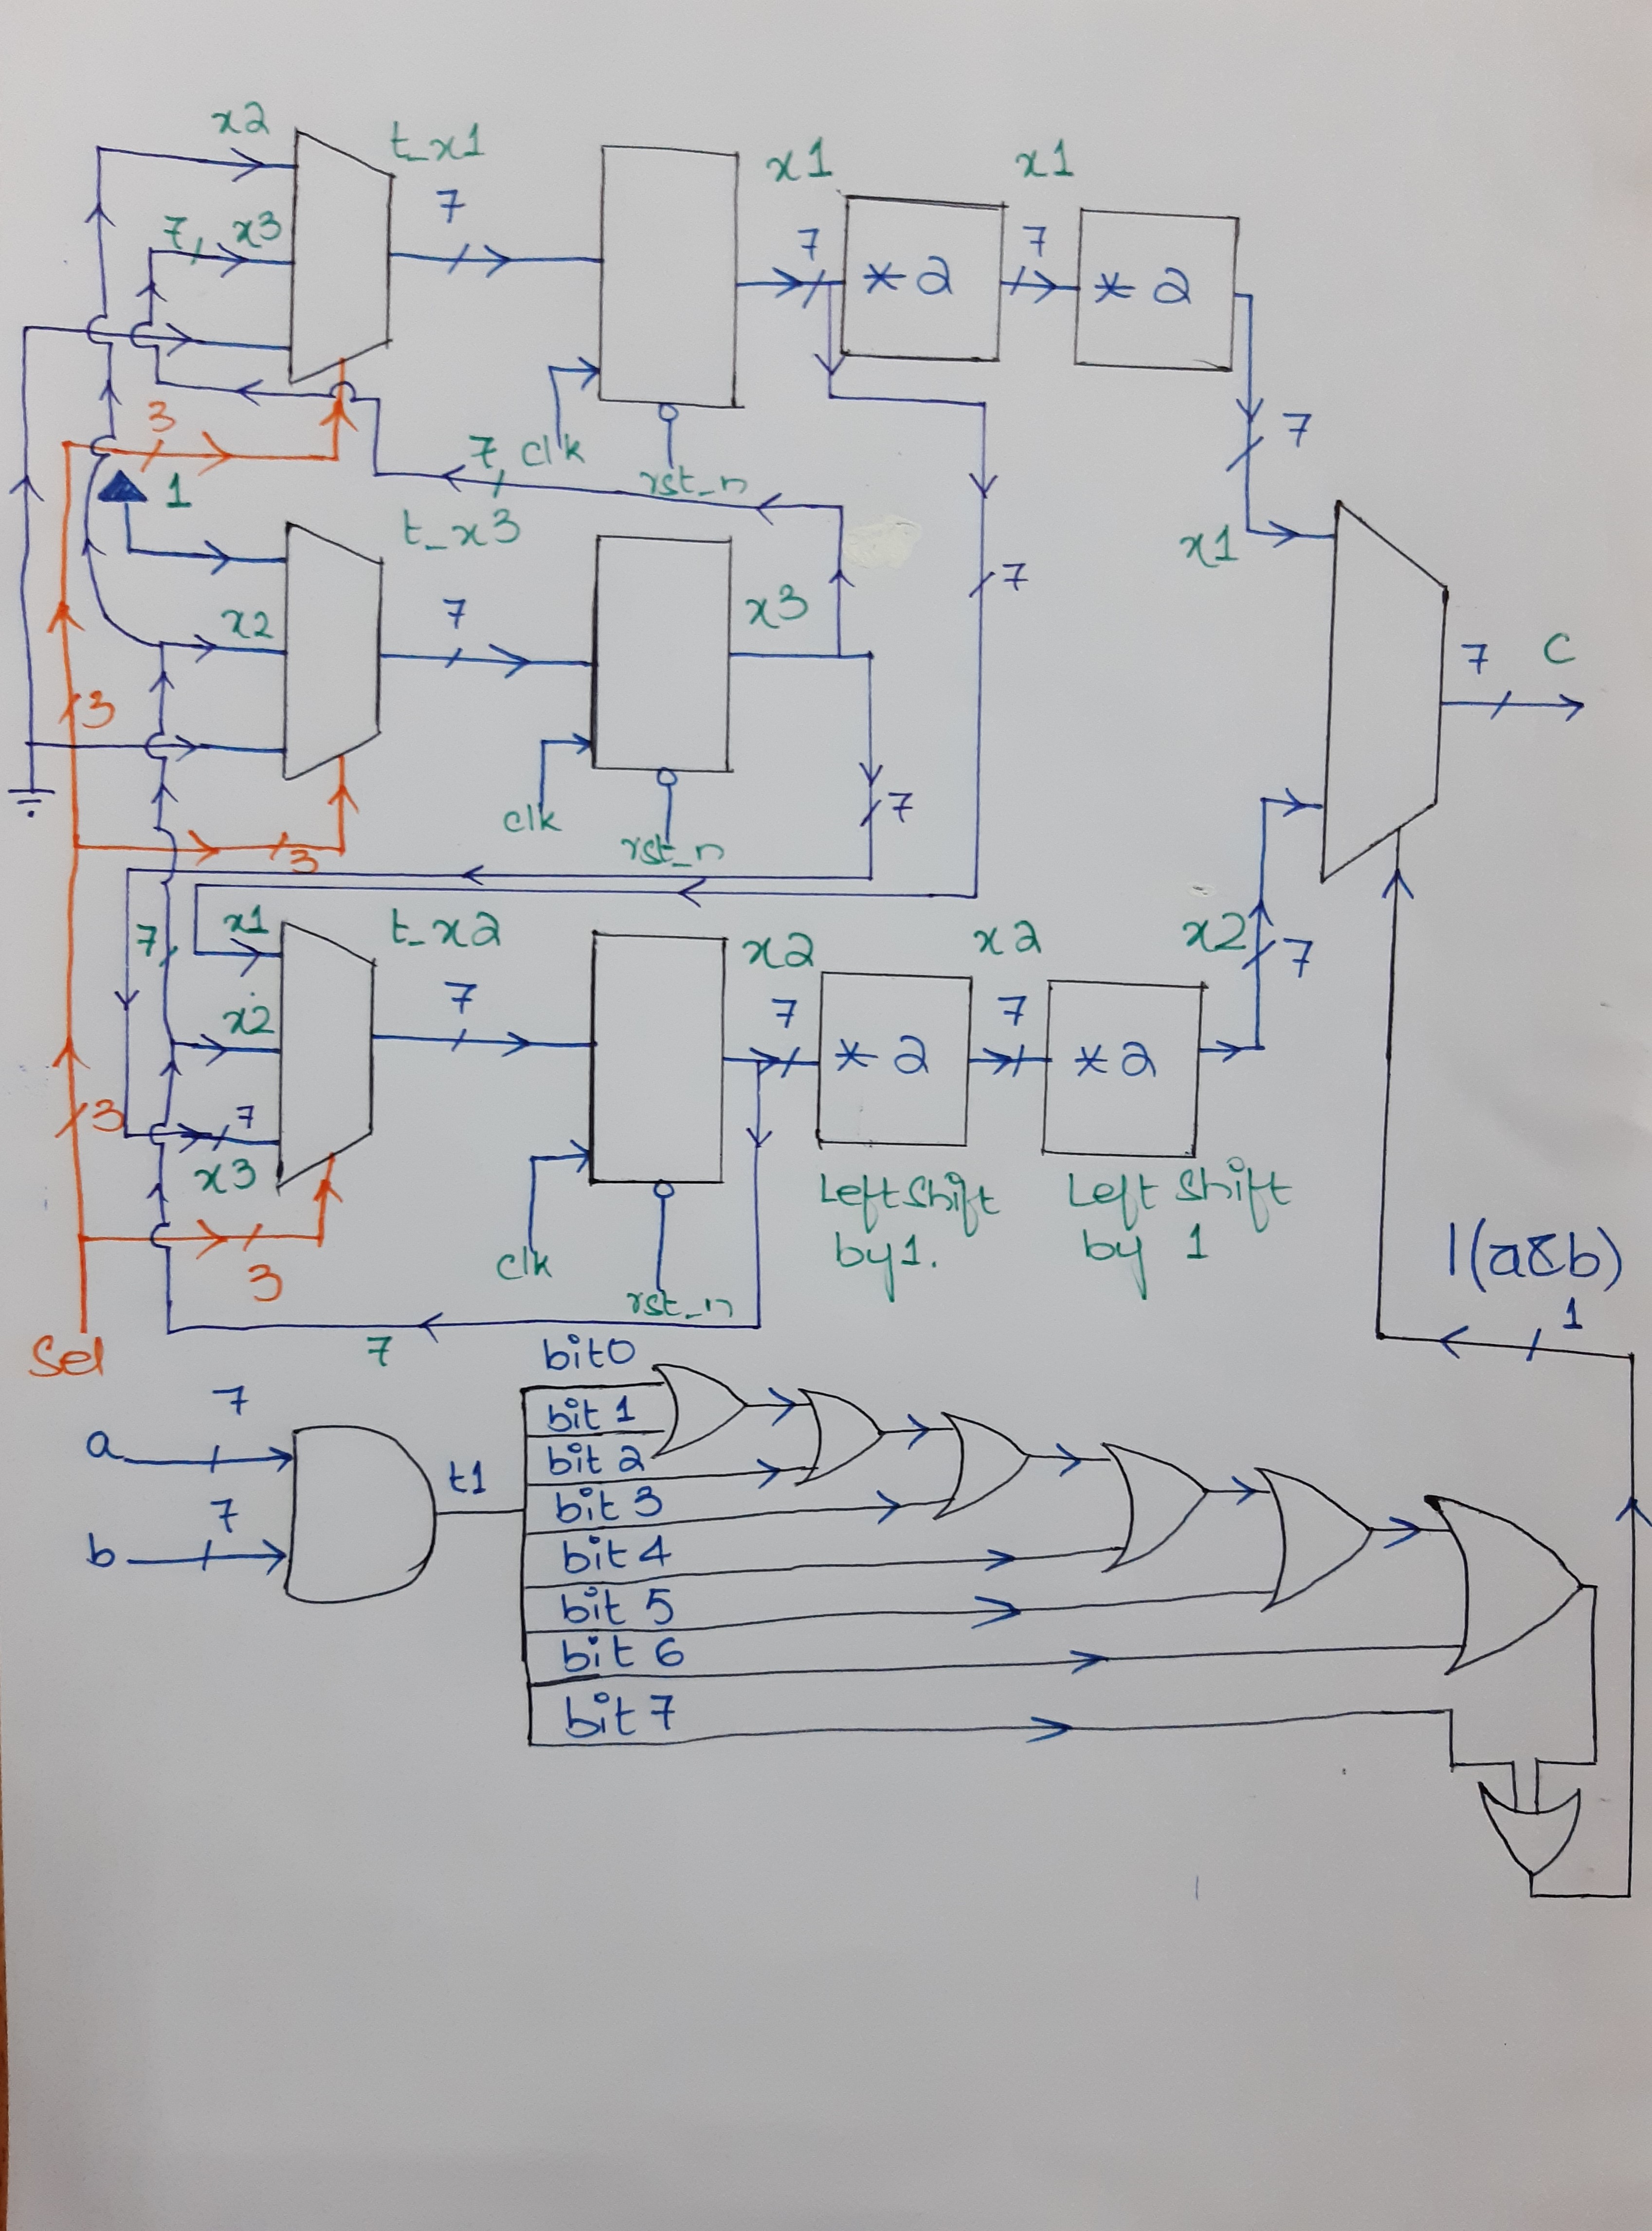 x2
t_x1
7
7, x3
x1
7
* 2
x1
7
* 2
7
3
7, clk
rst_n
1
t_x3
7
x1
x2
7
x3
7
C
3
clk
rst_n
7
3
7
x1
t_x2
7
x2
7
* 2
x2
7
* 2
x2
7
x2
3
7
x3
Left shift
by 1.
Left shift
by 1
clk
rst_n
3
Sel
7
|(a&b)
1
a
7
b
7
t1
bit0
bit 1
bit 2
bit 3
bit 4
bit 5
bit 6
bit 7